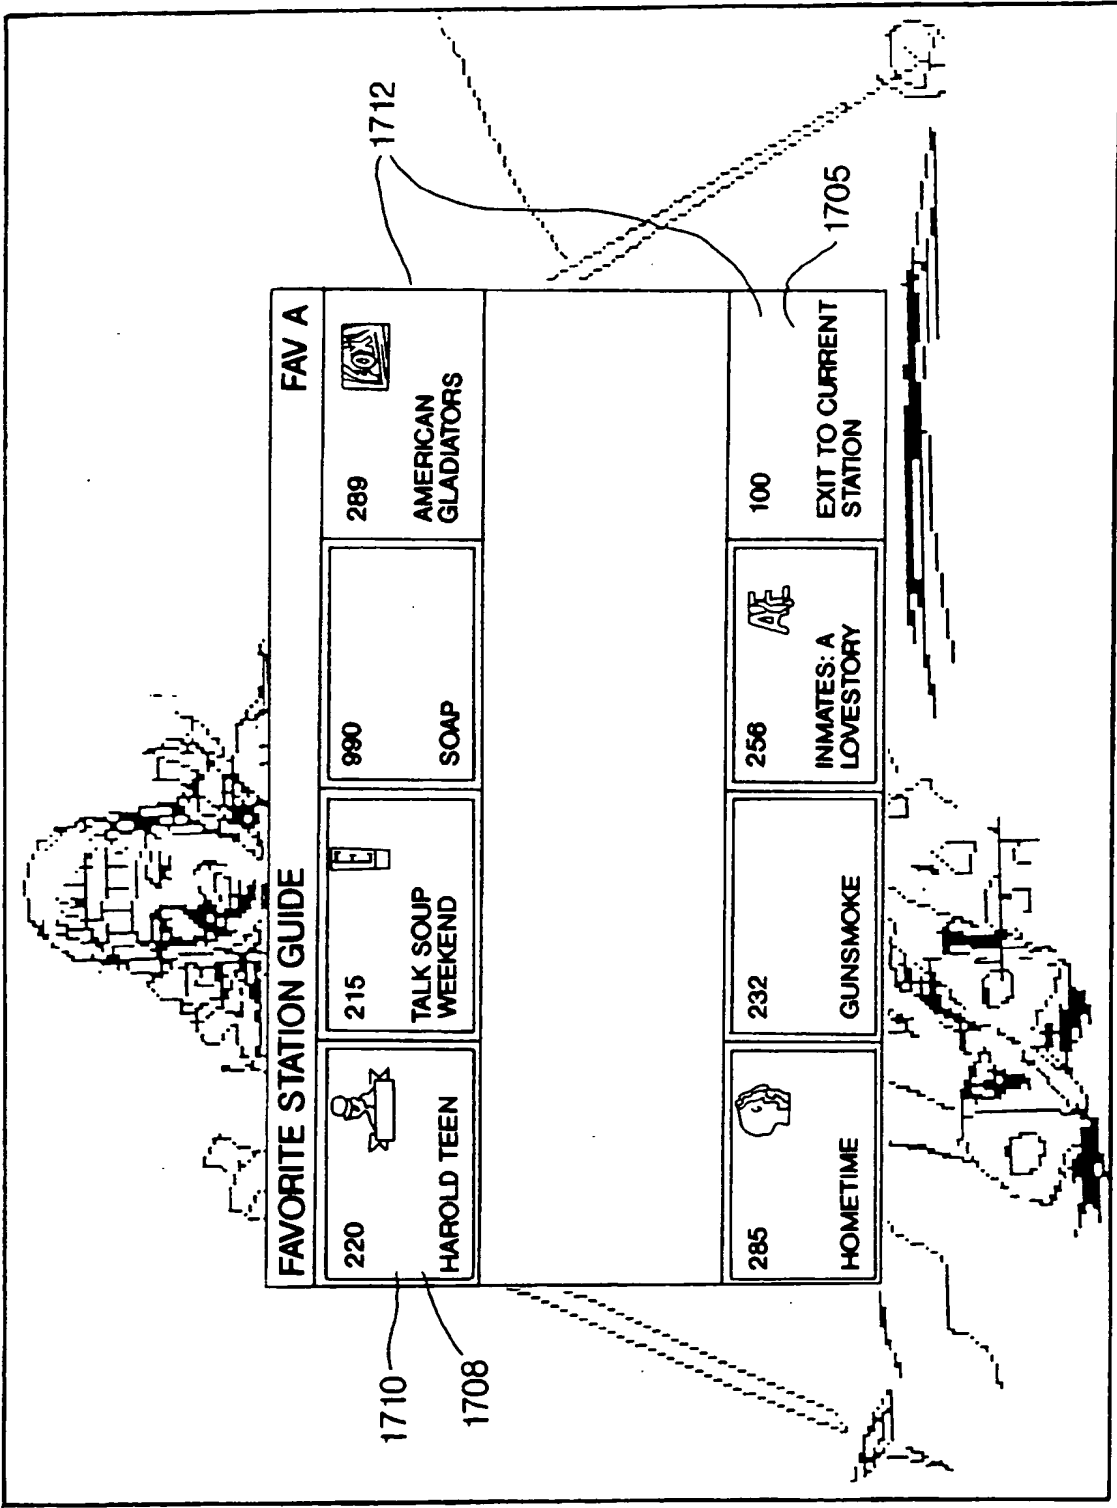 FAVORITE STATION GUIDE FAV A
220
HAROLD TEEN
215
E
TALK SOUP
WEEKEND
990
SOAP
289
FOX
AMERICAN
GLADIATORS
285
HOMETIME
232
GUNSMOKE
256
A&E
INMATES: A
LOVESTORY
100
EXIT TO CURRENT
STATION
1710
1708
1712
1705